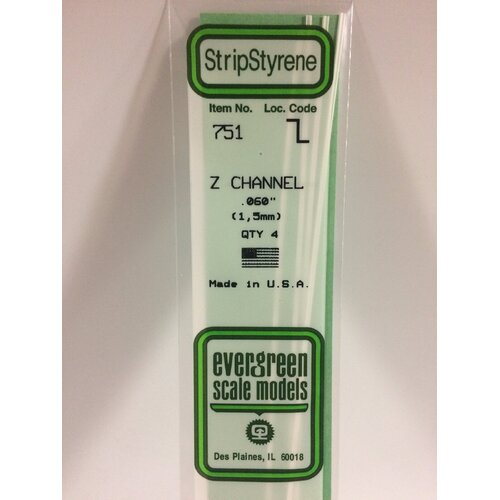 StripStyrene
Item No. Loc. Code
751
Z CHANNEL
.060"
(1,5mm)
QTY 4
Made in U.S.A.
evergreen
scale models
Des Plaines, IL 60018